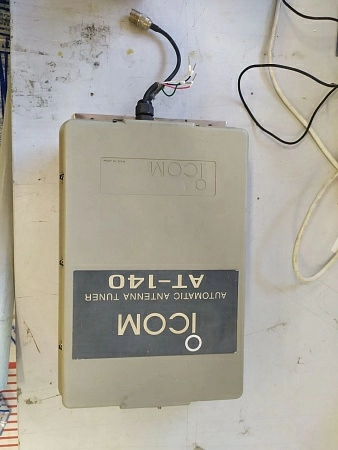 ICOM
AUTOMATIC ANTENNA TUNER
AT-140
ICOM